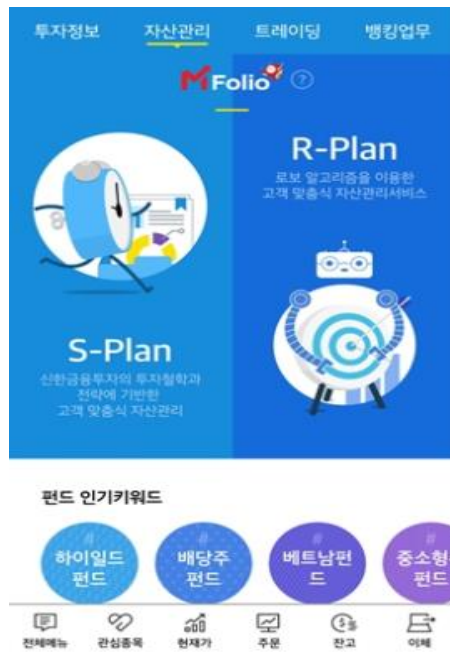 투자정보 자산관리 트레이딩 뱅킹업무
M Folio ?
R-Plan
로보 알고리즘을 이용한
고객 맞춤식 자산관리서비스
S-Plan
신한금융투자의 투자철학과
전략에 기반한
고객 맞춤식 자산관리
펀드 인기키워드
# # # #
하이일드 배당주 베트남펀 중소형
펀드 펀드 드 펀드
전체메뉴 관심종목 현재가 주문 잔고 이체